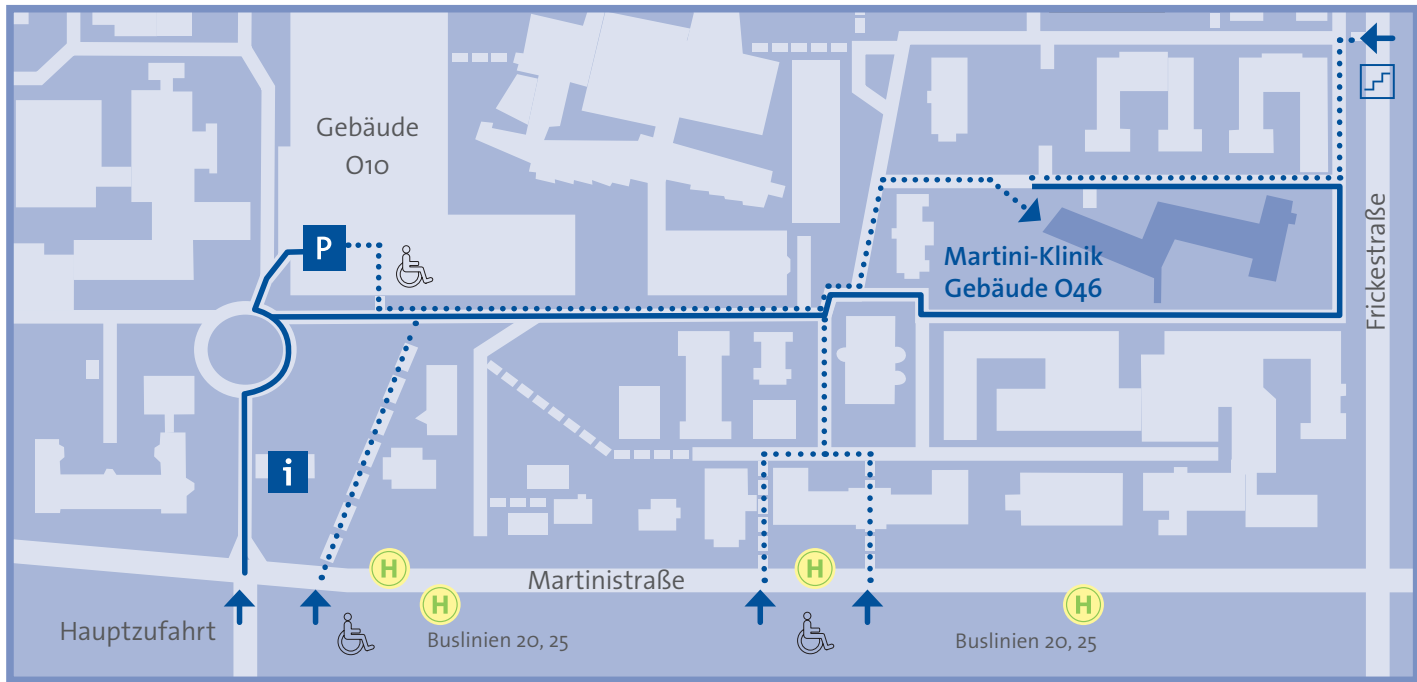 Gebäude
O10
P
Martini-Klinik
Gebäude O46
Frickestraße
i
H
Martinistraße
H
H
H
Hauptzufahrt
Buslinien 20, 25
Buslinien 20, 25